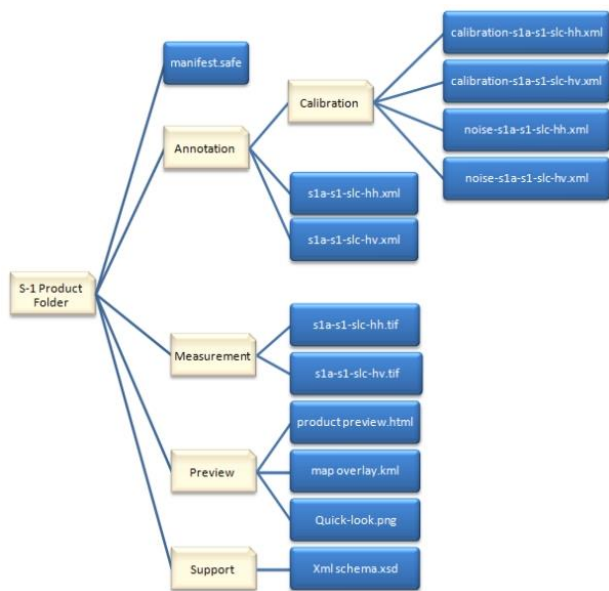 calibration-s1a-s1-slc-hh.xml
manifest.safe
calibration-s1a-s1-slc-hv.xml
Calibration
noise-s1a-s1-slc-hh.xml
Annotation
noise-s1a-s1-slc-hv.xml
s1a-s1-slc-hh.xml
s1a-s1-slc-hv.xml
S-1 Product
Folder
s1a-s1-slc-hh.tif
Measurement
s1a-s1-slc-hv.tif
product preview.html
Preview
map overlay.kml
Quick-look.png
Support
Xml schema.xsd